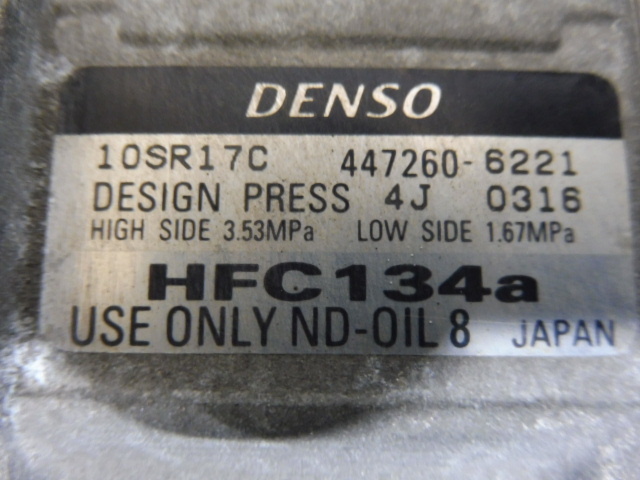 DENSO
10SR17C 447260-6221
DESIGN PRESS 4J 0316
HIGH SIDE 3.53MPa LOW SIDE 1.67MPa
HFC134a
USE ONLY ND-OIL 8 JAPAN